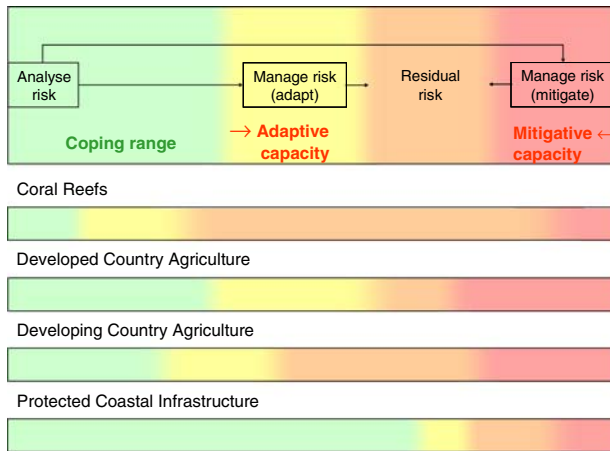 Analyse
risk
Manage risk
(adapt)
Residual
risk
Manage risk
(mitigate)
Coping range
→ Adaptive
capacity
Mitigative ←
capacity
Coral Reefs
Developed Country Agriculture
Developing Country Agriculture
Protected Coastal Infrastructure